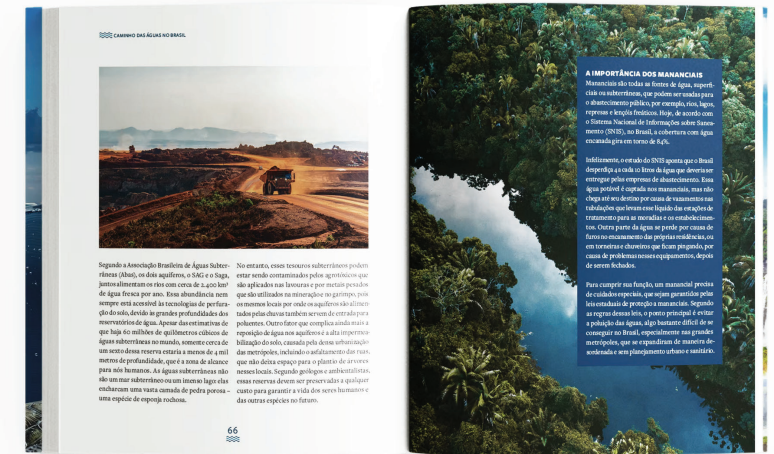 CAMINHO DAS ÁGUAS NO BRASIL
Segundo a Associação Brasileira de Águas Subter-
râneas (Abas), os dois aquíferos, o SAG e o Saga,
juntos alimentam os rios com cerca de 2.400 km³
de água fresca por ano. Essa abundância nem
sempre está acessível às tecnologias de perfura-
ção do solo, devido às grandes profundidades dos
reservatórios de água. Apesar das estimativas de
que haja 60 milhões de quilômetros cúbicos de
águas subterrâneas no mundo, somente cerca de
um sexto dessa reserva estaria a menos de 4 mil
metros de profundidade, que é a zona de alcance
para nós humanos. As águas subterrâneas não
são um mar subterrâneo ou um imenso lago: elas
encharcam uma vasta camada de pedra porosa –
uma espécie de esponja rochosa.
No entanto, esses tesouros subterrâneos podem
estar sendo contaminados pelos agrotóxicos que
são aplicados nas lavouras e por metais pesados
que são utilizados na mineração e no garimpo, pois
em momentos locais por onde os aquíferos são alimen-
tados pelas chuvas também servem de entrada para
poluentes. Outro fator que complica ainda mais a
reposição de água nos aquíferos é a alta impermea-
bilização do solo, causada pela densa urbanização
das metrópoles, incluindo o asfaltamento das ruas,
que não deixa espaço para o plantio de árvores
nesses locais. Segundo geólogos e ambientalistas,
essas reservas devem ser preservadas a qualquer
custo para garantir a vida dos seres humanos e
das outras espécies no futuro.
66
A IMPORTÂNCIA DOS MANANCIAIS
Mananciais são todas as fontes de água, superfi-
ciais ou subterrâneas, que podem ser usadas para
o abastecimento público, por exemplo, rios, lagos,
represas e lençóis freáticos. Hoje, de acordo com
o Sistema Nacional de Informações sobre Sanea-
mento (SNIS), no Brasil, a cobertura com água
encanada gira em torno de 84%.
Infelizmente, o estudo do SNIS aponta que o Brasil
desperdiça 4 a cada 10 litros da água que deveria ser
entregue pelas empresas de abastecimento. Essa
água potável é captada nos mananciais, mas não
chega até seu destino por causa de vazamentos nas
tubulações que levam esse líquido das estações de
tratamento para as moradias e os estabelecimen-
tos. Outra parte da água se perde por causa de
furos no encanamento das próprias residências, ou
em torneiras e chuveiros que ficam pingando, por
causa de problemas nesses equipamentos, depois
de serem fechados.
Para cumprir sua função, um manancial precisa
de cuidados especiais, que sejam garantidos pelas
leis estaduais de proteção a mananciais. Segundo
as regras dessas leis, o ponto principal é evitar
a poluição das águas, algo bastante difícil de se
conseguir no Brasil, especialmente nas grandes
metrópoles, que se expandiram de maneira de-
sordenada e sem planejamento urbano e sanitário.